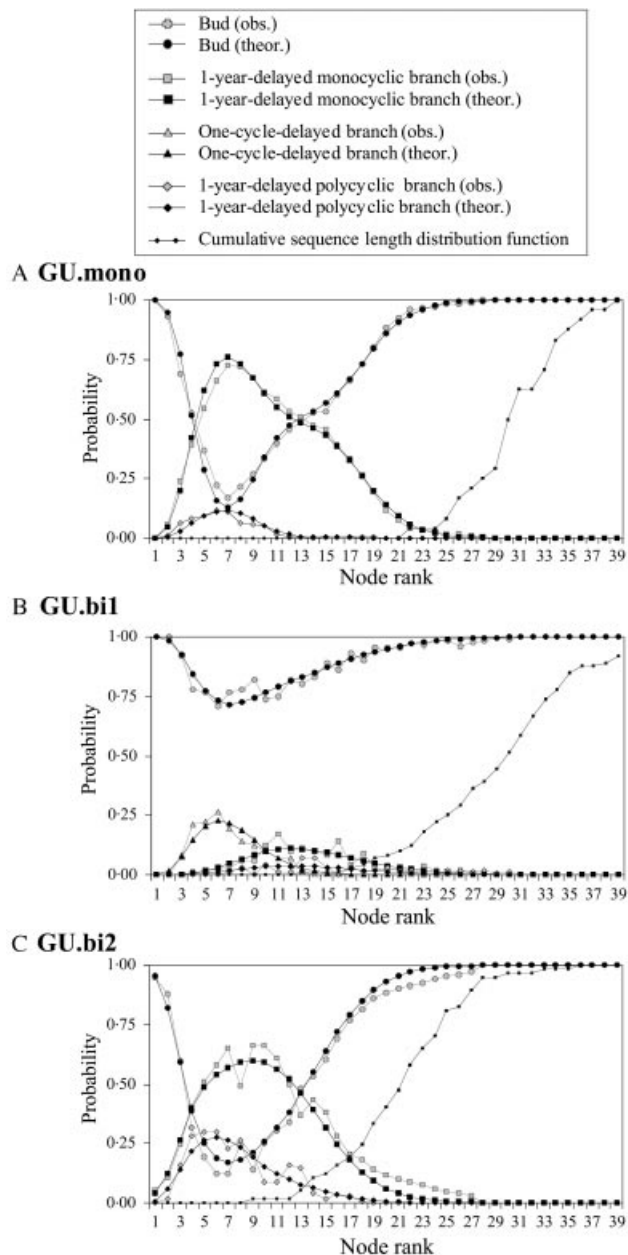 Bud (obs.)
Bud (theor.)
1-year-delayed monocyclic branch (obs.)
1-year-delayed monocyclic branch (theor.)
One-cycle-delayed branch (obs.)
One-cycle-delayed branch (theor.)
1-year-delayed polycyclic branch (obs.)
1-year-delayed polycyclic branch (theor.)
Cumulative sequence length distribution function
A GU.mono
1·00
0·75
0·50
0·25
0·00
Probability
1 3 5 7 9 11 13 15 17 19 21 23 25 27 29 31 33 35 37 39
Node rank
B GU.bi1
1·00
0·75
0·50
0·25
0·00
Probability
1 3 5 7 9 11 13 15 17 19 21 23 25 27 29 31 33 35 37 39
Node rank
C GU.bi2
1·00
0·75
0·50
0·25
0·00
Probability
1 3 5 7 9 11 13 15 17 19 21 23 25 27 29 31 33 35 37 39
Node rank